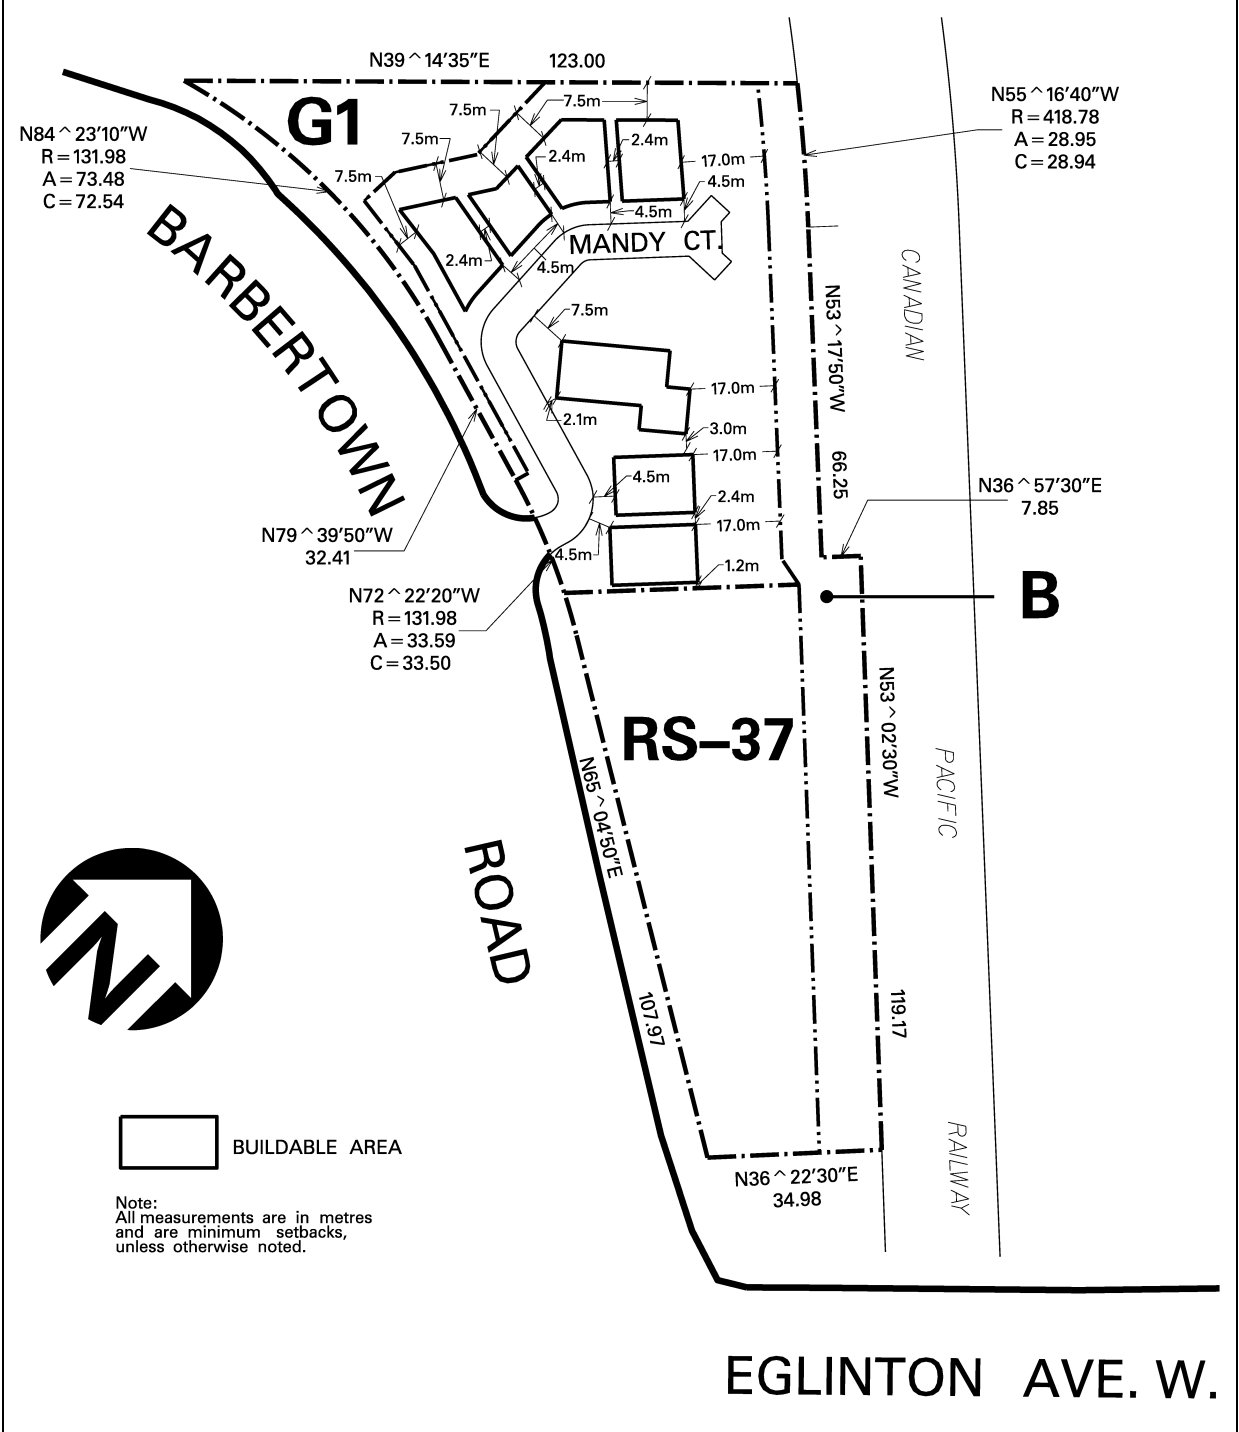 N39^14'35"E 123.00
G1
N84^23'10"W
R=131.98
A=73.48
C=72.54
N55^16'40"W
R=418.78
A=28.95
C=28.94
7.5m
7.5m
7.5m
7.5m
2.4m
2.4m
17.0m
4.5m
4.5m
MANDY CT.
2.4m
4.5m
BARBERTOWN
CANADIAN
N53^17'50"W
66.25
7.5m
17.0m
2.1m
3.0m
17.0m
4.5m
2.4m
17.0m
4.5m
1.2m
N36^57'30"E
7.85
N79^39'50"W
32.41
N72^22'20"W
R=131.98
A=33.59
C=33.50
B
RS-37
N53^02'30"W
119.17
N65^04'50"E
107.97
PACIFIC
ROAD
N
RAILWAY
N36^22'30"E
34.98
BUILDABLE AREA
Note:
All measurements are in metres
and are minimum setbacks,
unless otherwise noted.
EGLINTON AVE. W.